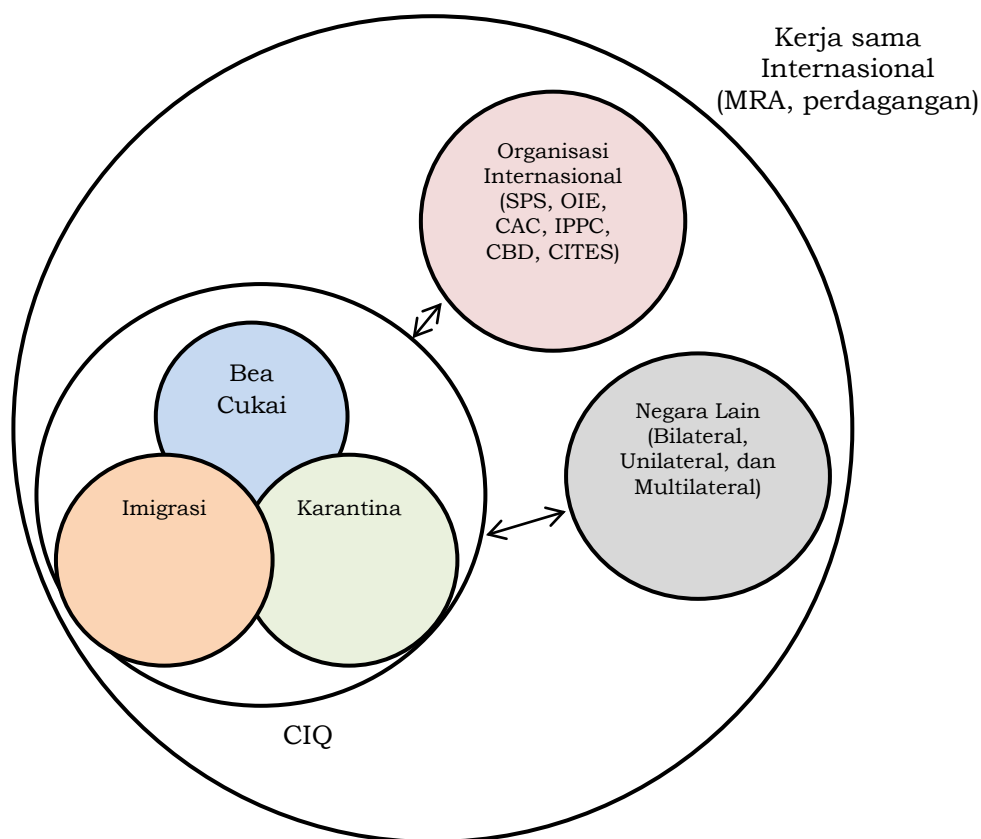 Kerja sama
Internasional
(MRA, perdagangan)
Organisasi
Internasional
(SPS, OIE,
CAC, IPPC,
CBD, CITES)
Bea
Cukai
Negara Lain
(Bilateral,
Unilateral, dan
Multilateral)
Imigrasi
Karantina
CIQ